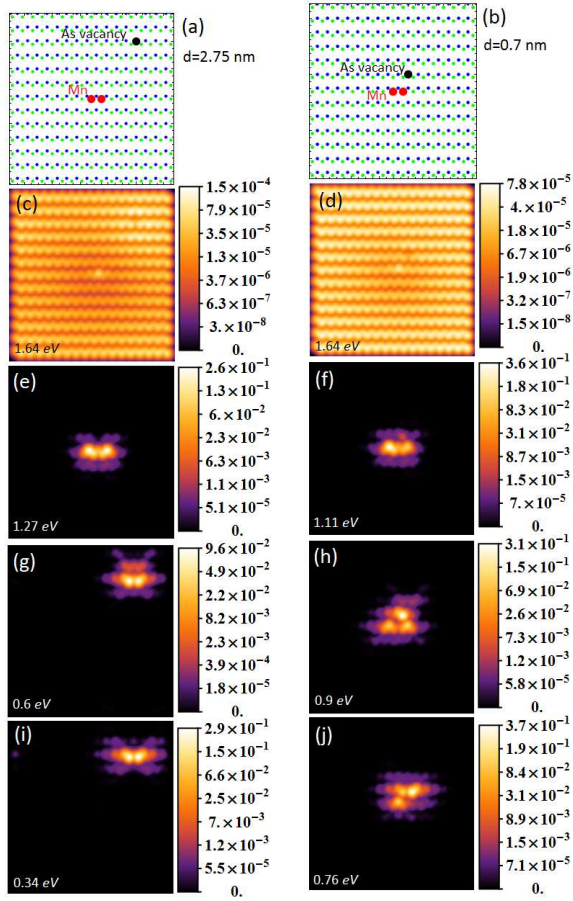 (a)
As vacancy
d=2.75 nm
Mn
(b)
As vacancy
d=0.7 nm
Mn
(c)
1.64 eV
1.5×10⁻⁴
7.9×10⁻⁵
3.5×10⁻⁵
1.3×10⁻⁵
3.7×10⁻⁶
6.3×10⁻⁷
3.×10⁻⁸
0.
(d)
1.64 eV
7.8×10⁻⁵
4.×10⁻⁵
1.8×10⁻⁵
6.6×10⁻⁶
1.9×10⁻⁶
3.2×10⁻⁷
1.5×10⁻⁸
0.
(e)
1.27 eV
2.6×10⁻¹
1.3×10⁻¹
6.×10⁻²
2.2×10⁻²
6.3×10⁻³
1.1×10⁻³
5.1×10⁻⁵
0.
(f)
1.11 eV
3.6×10⁻¹
1.8×10⁻¹
8.3×10⁻²
3.1×10⁻²
8.7×10⁻³
1.5×10⁻³
7.×10⁻⁵
0.
(g)
0.6 eV
9.6×10⁻²
4.9×10⁻²
2.2×10⁻²
8.2×10⁻³
2.3×10⁻³
3.9×10⁻⁴
1.8×10⁻⁵
0.
(h)
0.9 eV
3.1×10⁻¹
1.5×10⁻¹
6.9×10⁻²
2.6×10⁻²
7.3×10⁻³
1.2×10⁻³
5.8×10⁻⁵
0.
(i)
0.34 eV
2.9×10⁻¹
1.5×10⁻¹
6.6×10⁻²
2.5×10⁻²
7.×10⁻³
1.2×10⁻³
5.5×10⁻⁵
0.
(j)
0.76 eV
3.7×10⁻¹
1.9×10⁻¹
8.4×10⁻²
3.1×10⁻²
8.9×10⁻³
1.5×10⁻³
7.1×10⁻⁵
0.